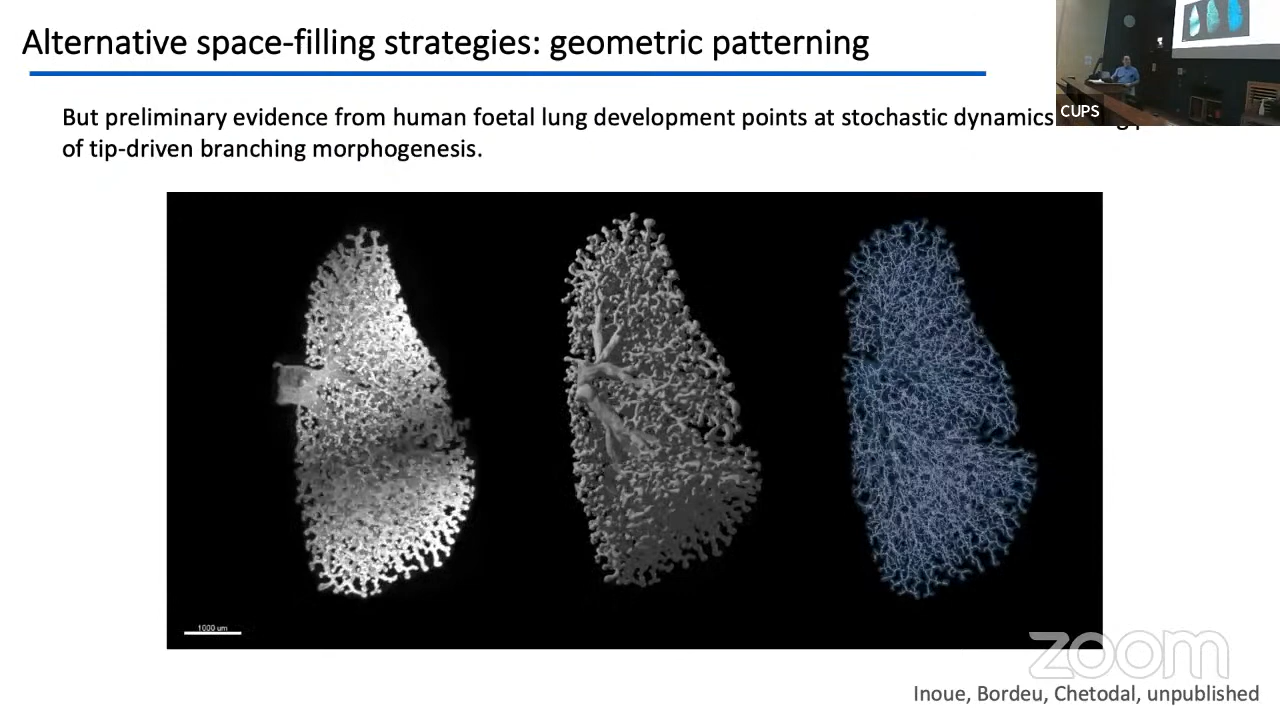 Alternative space-filling strategies: geometric patterning
But preliminary evidence from human foetal lung development points at stochastic dynamics
of tip-driven branching morphogenesis.
CUPS
1000 um
zoom
Inoue, Bordeu, Chetodal, unpublished